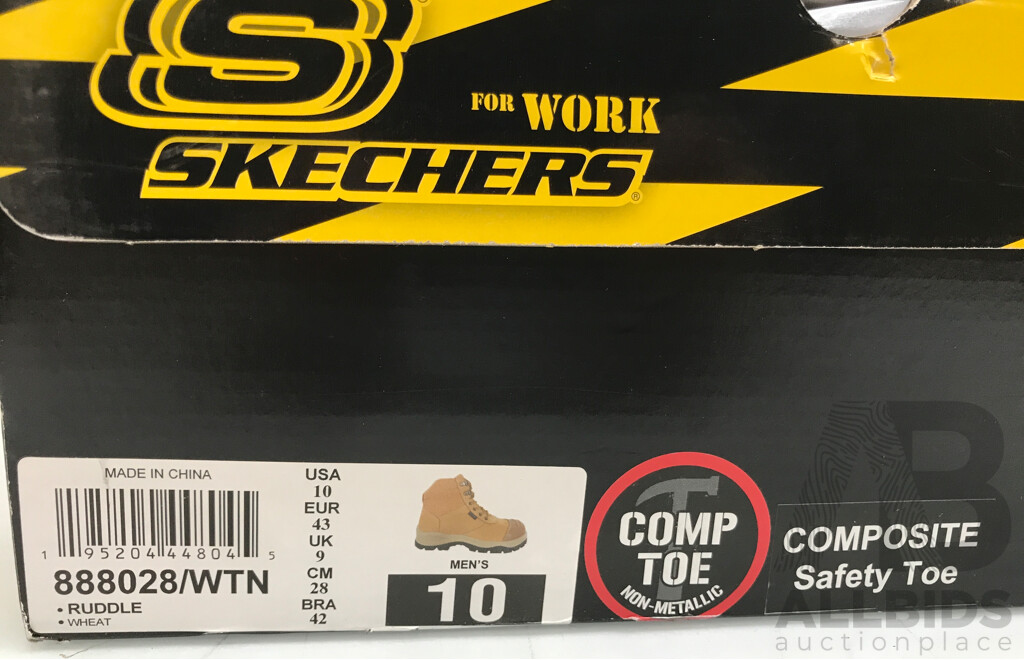 S
FOR WORK
SKECHERS®
MADE IN CHINA
1 95204 44804 5
888028/WTN
• RUDDLE
• WHEAT
USA
10
EUR
43
UK
9
CM
28
BRA
42
MEN'S
10
COMP
TOE
NON-METALLIC
COMPOSITE
Safety Toe
AB
ALLBIDS
auctionplace